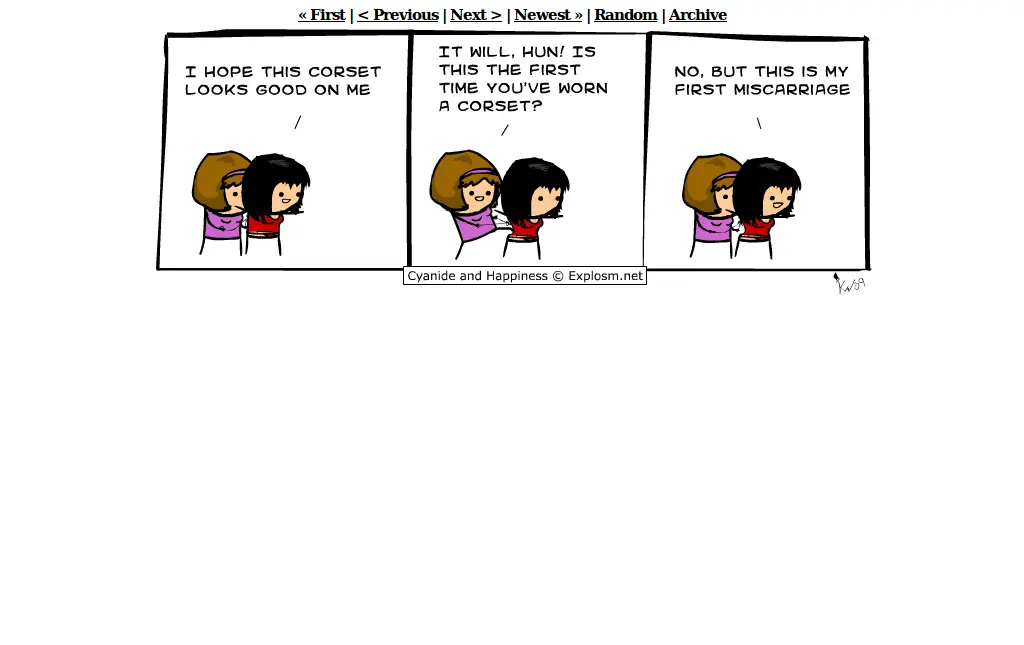 « First | < Previous | Next > | Newest » | Random | Archive
I HOPE THIS CORSET
LOOKS GOOD ON ME
IT WILL, HUN! IS
THIS THE FIRST
TIME YOU'VE WORN
A CORSET?
NO, BUT THIS IS MY
FIRST MISCARRIAGE
Cyanide and Happiness © Explosm.net